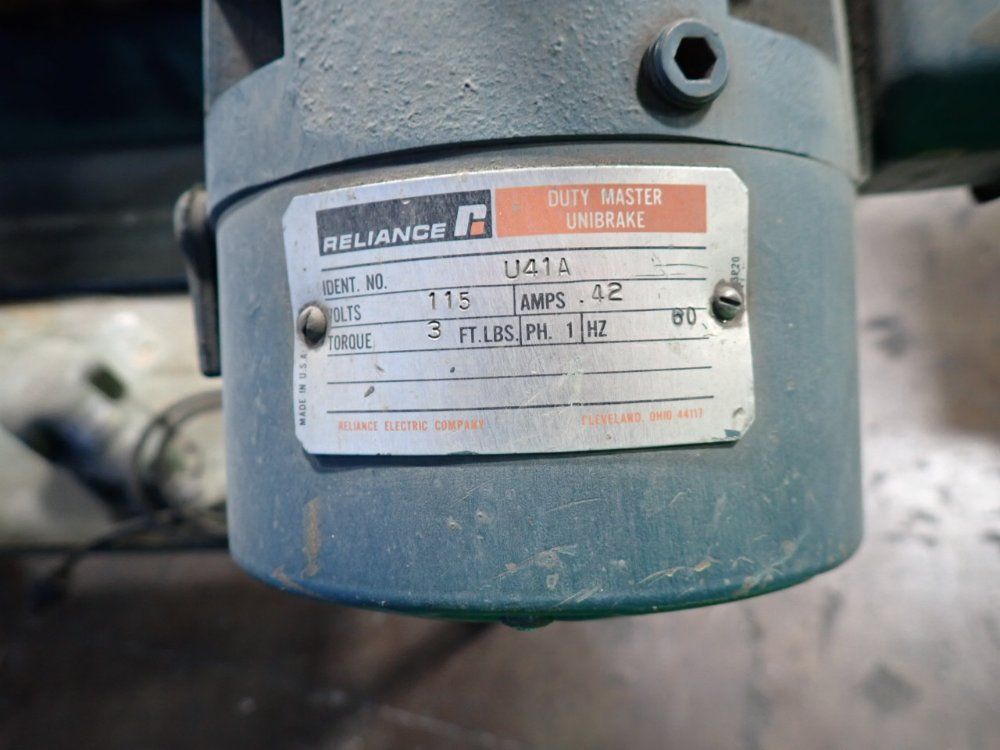 RELIANCE
DUTY MASTER
UNIBRAKE
IDENT. NO. U41A
VOLTS 115 AMPS .42
TORQUE 3 FT.LBS. PH. 1 HZ 60
RELIANCE ELECTRIC COMPANY CLEVELAND, OHIO 44117
MADE IN U.S.A.